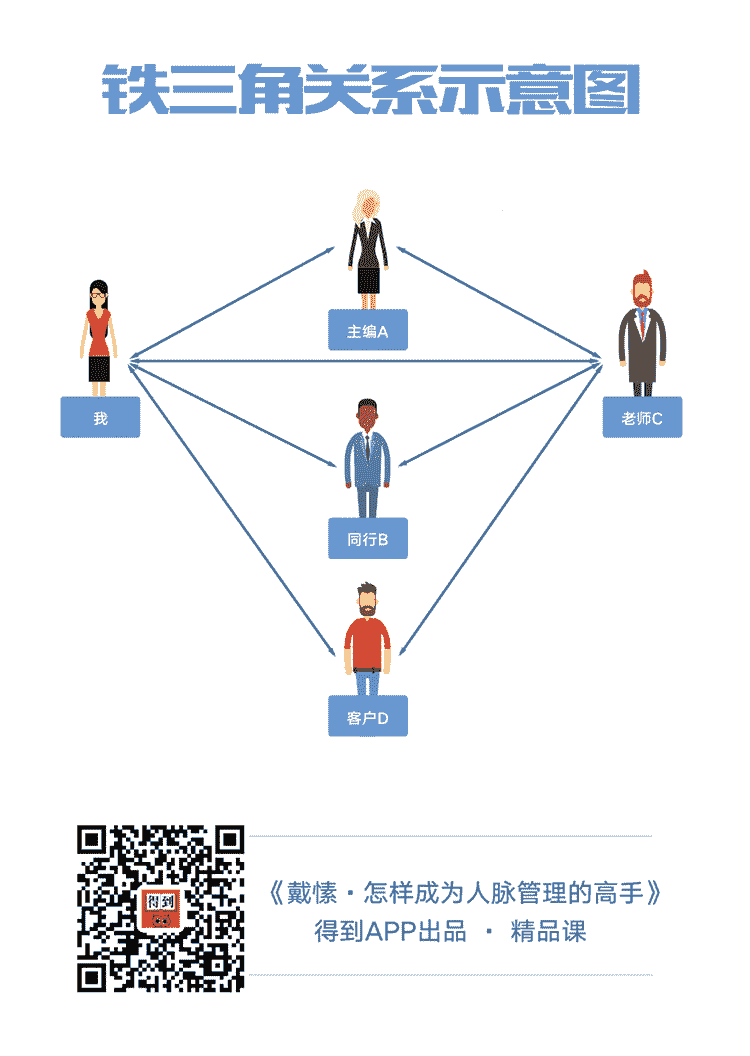 铁三角关系示意图
主编A
我
老师C
同行B
客户D
得到
《戴愫·怎样成为人脉管理的高手》
得到APP出品 · 精品课